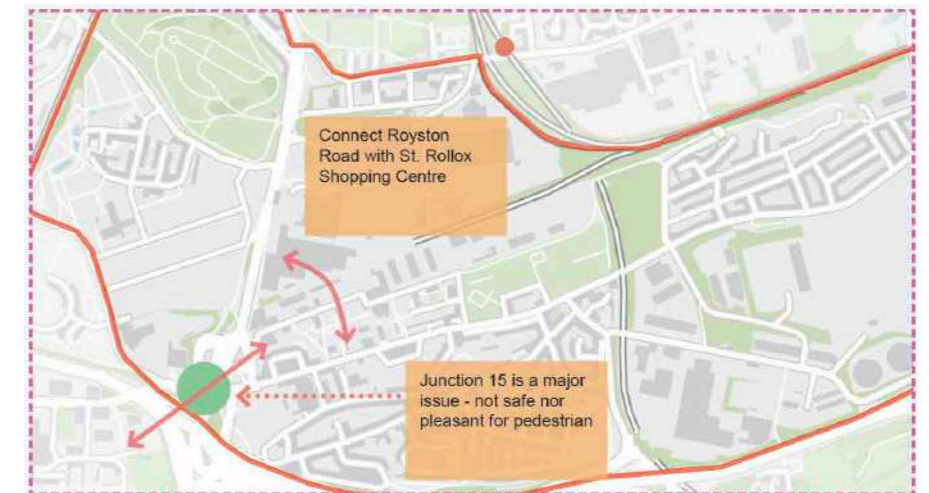 Connect Royston
Road with St. Rollox
Shopping Centre
Junction 15 is a major
issue - not safe nor
pleasant for pedestrian